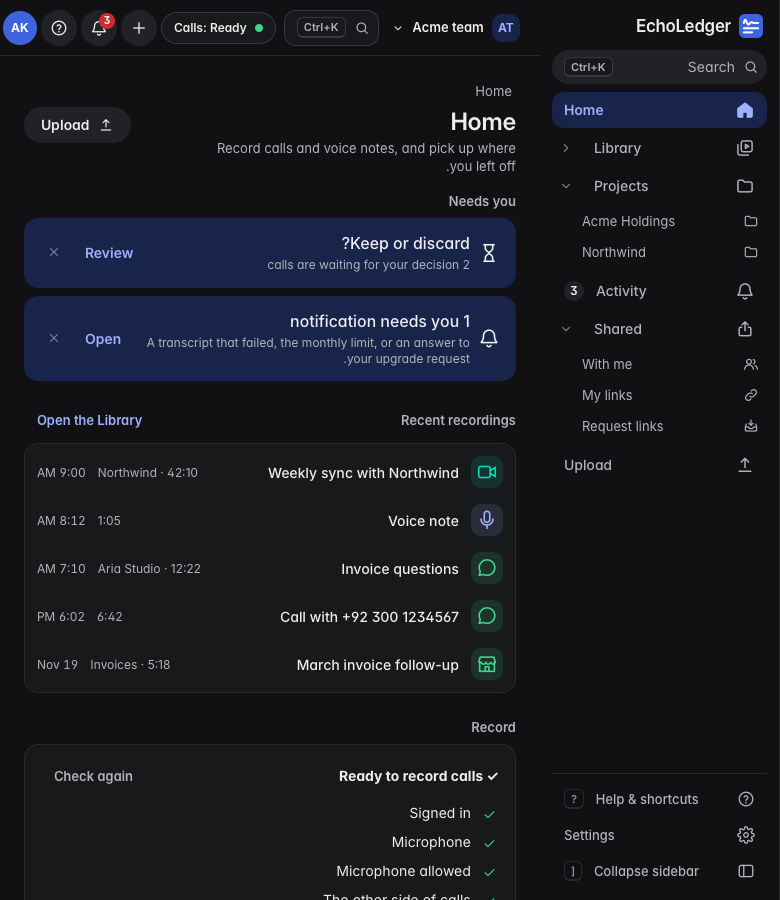 EchoLedger
Search Ctrl+K
Home
Library
Projects
Acme Holdings
Northwind
Activity 3
Shared
With me
My links
Request links
Upload
Help & shortcuts ?
Settings
Collapse sidebar ]
AT Acme team
Ctrl+K
Calls: Ready
3
AK
Home
Home
Record calls and voice notes, and pick up where
.you left off
Upload
Needs you
?Keep or discard
calls are waiting for your decision 2
Review
notification needs you 1
A transcript that failed, the monthly limit, or an answer to
.your upgrade request
Open
Recent recordings
Open the Library
Weekly sync with Northwind
Northwind · 42:10
AM 9:00
Voice note
1:05
AM 8:12
Invoice questions
Aria Studio · 12:22
AM 7:10
Call with +92 300 1234567
6:42
PM 6:02
March invoice follow-up
Invoices · 5:18
Nov 19
Record
Ready to record calls ✓
Check again
Signed in
Microphone
Microphone allowed
The other side of calls